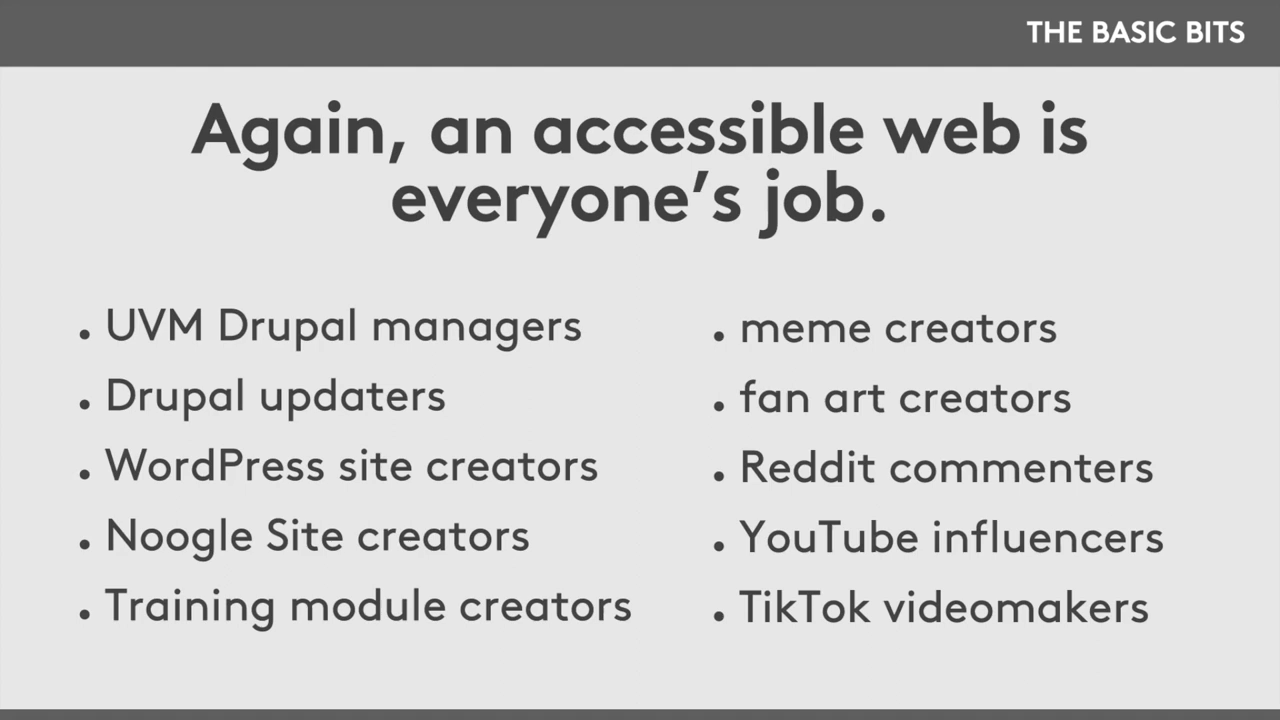 THE BASIC BITS
Again, an accessible web is
everyone’s job.
. UVM Drupal managers
. Drupal updaters
. WordPress site creators
. Noogle Site creators
. Training module creators
. meme creators
. fan art creators
. Reddit commenters
. YouTube influencers
. TikTok videomakers